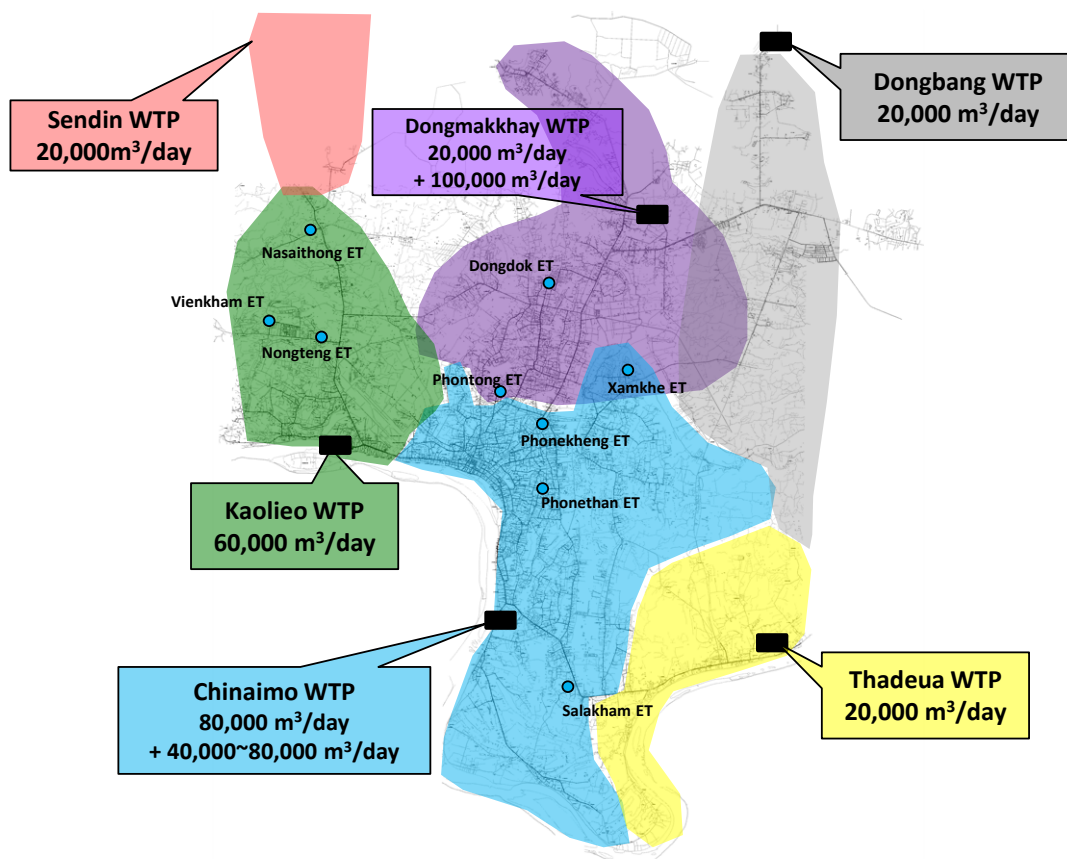 Sendin WTP
20,000m³/day
Dongmakkhay WTP
20,000 m³/day
+ 100,000 m³/day
Dongbang WTP
20,000 m³/day
Nasaithong ET
Dongdok ET
Vienkham ET
Nongteng ET
Phontong ET
Xamkhe ET
Phonekheng ET
Phonethan ET
Kaolieo WTP
60,000 m³/day
Chinaimo WTP
80,000 m³/day
+ 40,000~80,000 m³/day
Salakham ET
Thadeua WTP
20,000 m³/day